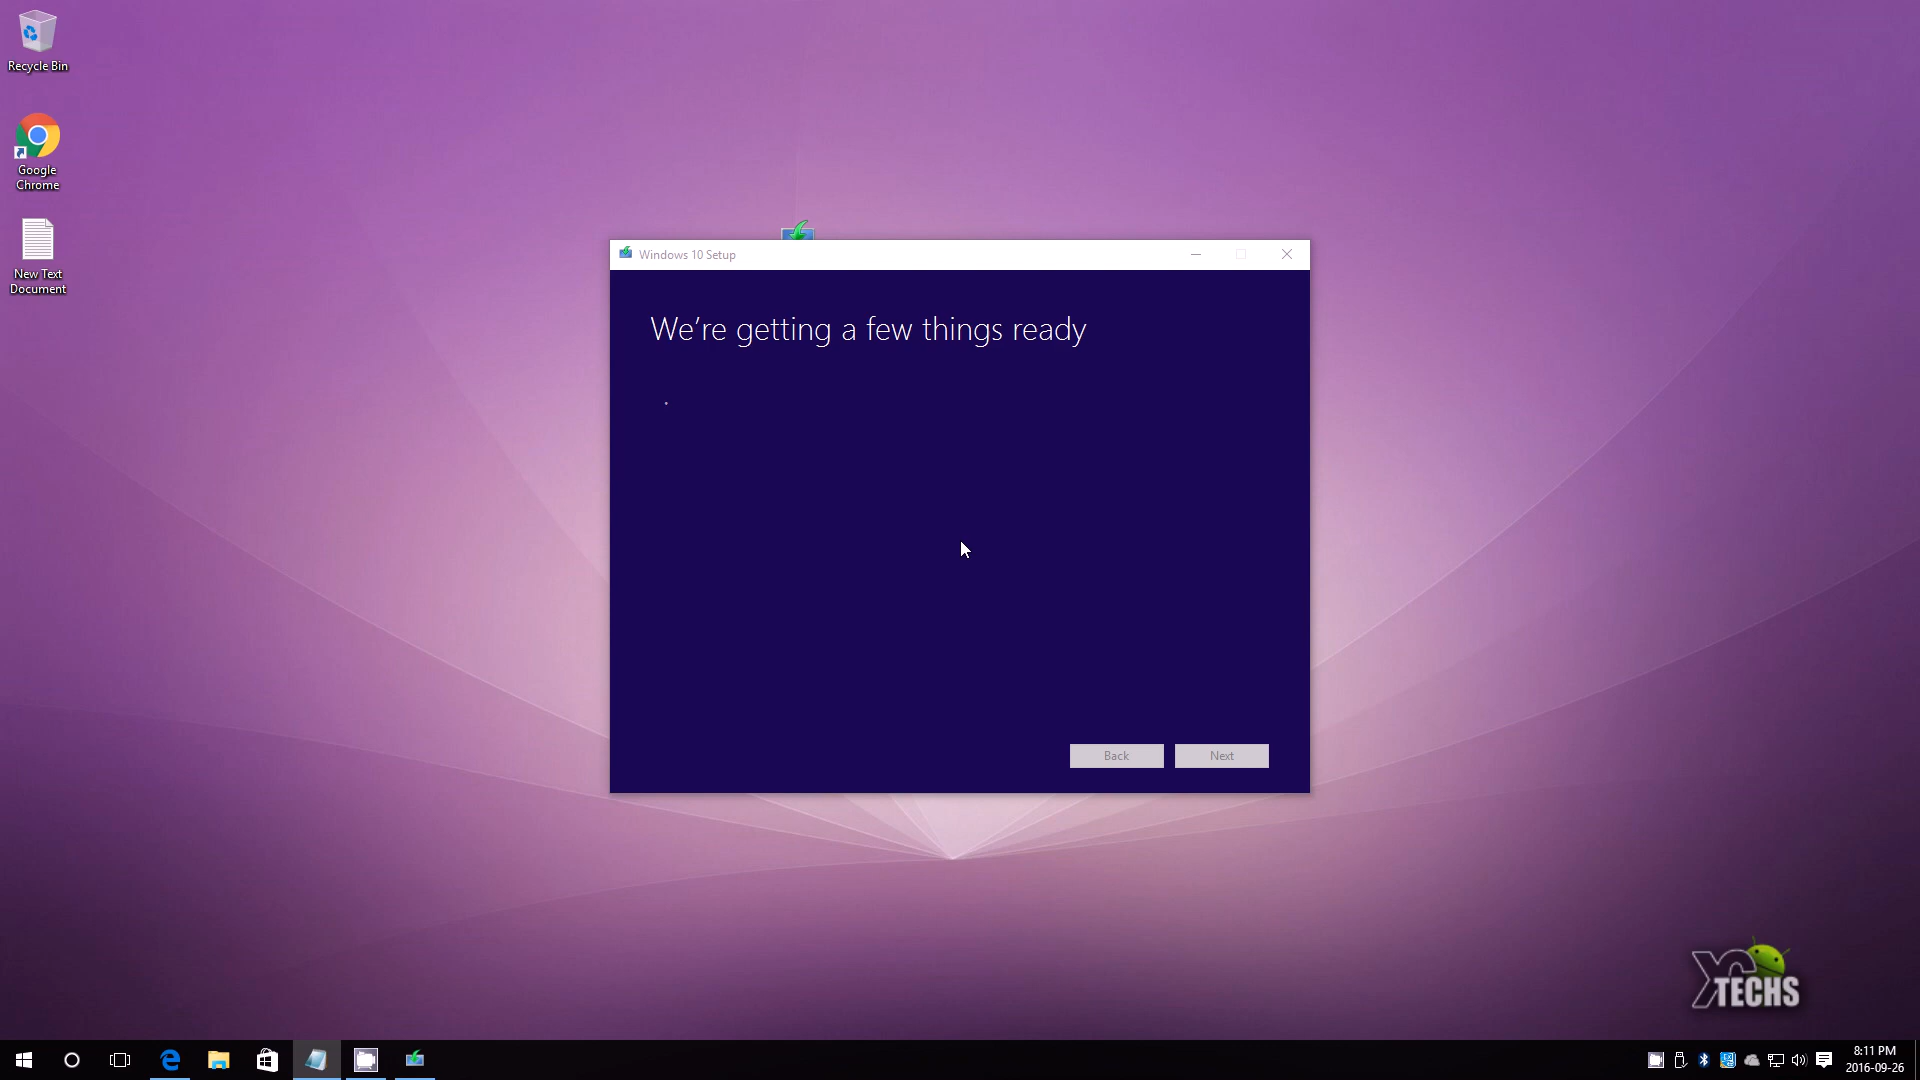 Recycle Bin
Google
Chrome
New Text
Document
Windows 10 Setup
We're getting a few things ready
Back
Next
TECHS
8:11 PM
2016-09-26